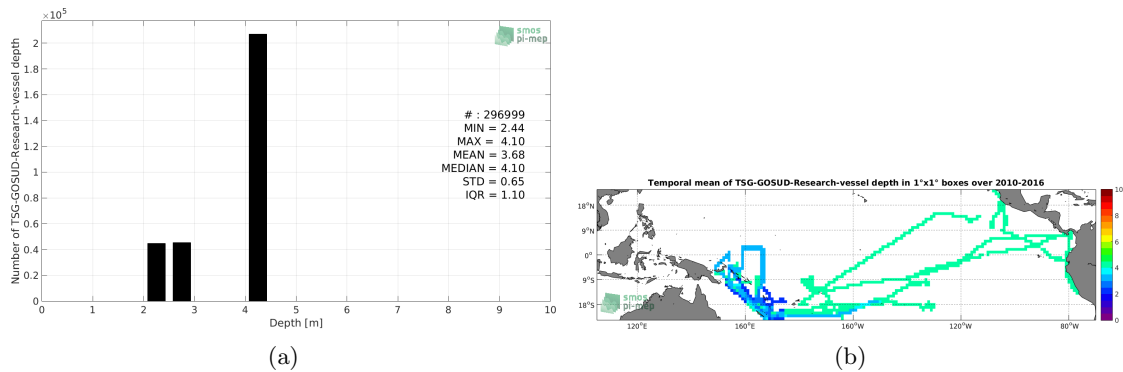 ×10⁵
2
1.8
1.6
1.4
1.2
1
0.8
0.6
0.4
0.2
0
Number of TSG-GOSUD-Research-vessel depth
smos
pi-mep
# : 296999
MIN = 2.44
MAX = 4.10
MEAN = 3.68
MEDIAN = 4.10
STD = 0.65
IQR = 1.10
0 1 2 3 4 5 6 7 8 9 10
Depth [m]
(a)
Temporal mean of TSG-GOSUD-Research-vessel depth in 1°x1° boxes over 2010-2016
18°N
9°N
0°
9°S
18°S
smos
pi-mep
120°E 160°E 160°W 120°W 80°W
10
8
6
4
2
0
(b)